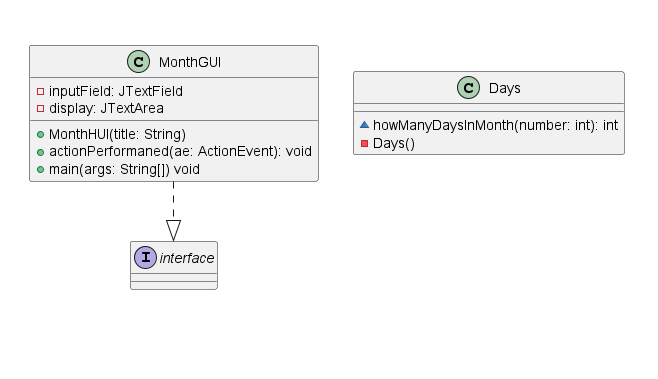 C MonthGUI
inputField: JTextField
display: JTextArea
MonthHUI(title: String)
actionPerformaned(ae: ActionEvent): void
main(args: String[]) void
I interface
C Days
howManyDaysInMonth(number: int): int
Days()